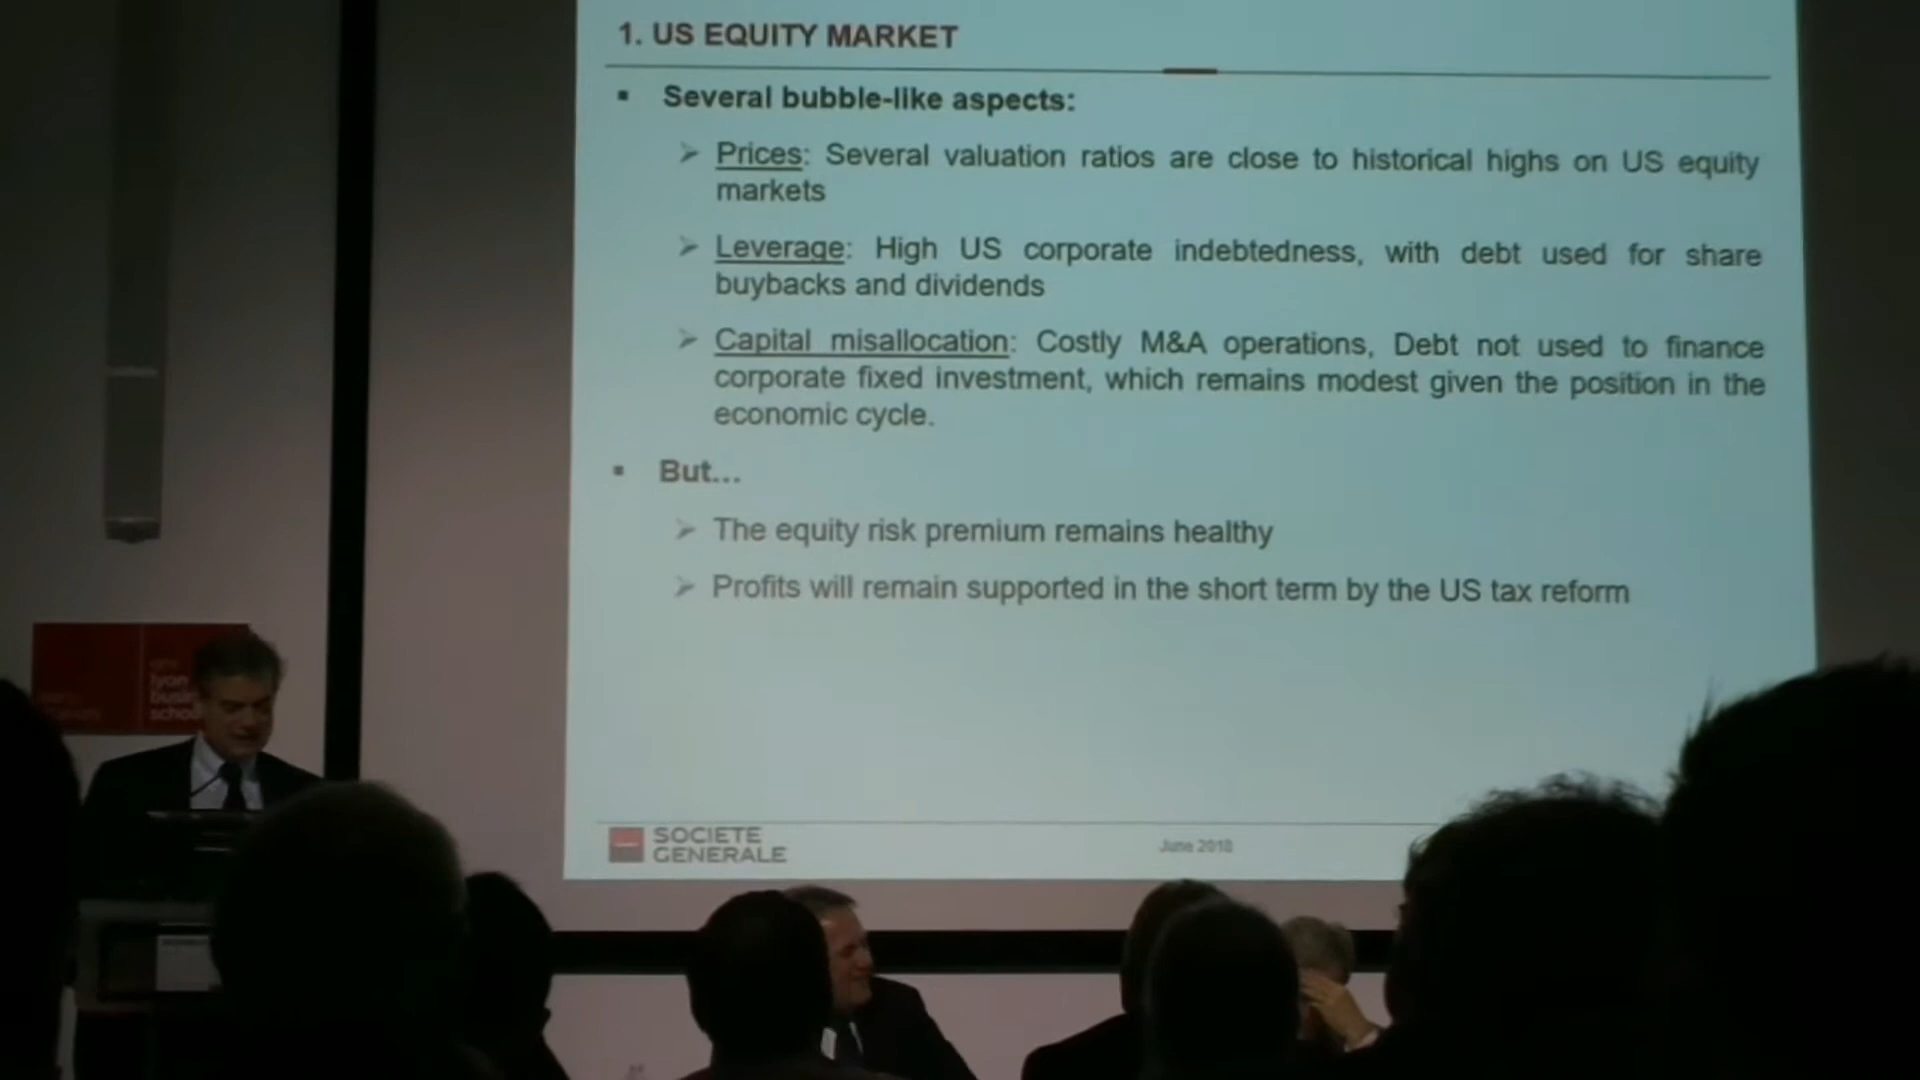 1. US EQUITY MARKET
▪ Several bubble-like aspects:
➢ Prices: Several valuation ratios are close to historical highs on US equity
markets
➢ Leverage: High US corporate indebtedness, with debt used for share
buybacks and dividends
➢ Capital misallocation: Costly M&A operations, Debt not used to finance
corporate fixed investment, which remains modest given the position in the
economic cycle.
▪ But...
➢ The equity risk premium remains healthy
➢ Profits will remain supported in the short term by the US tax reform
lyon
SOCIETE
GENERALE
June 2018